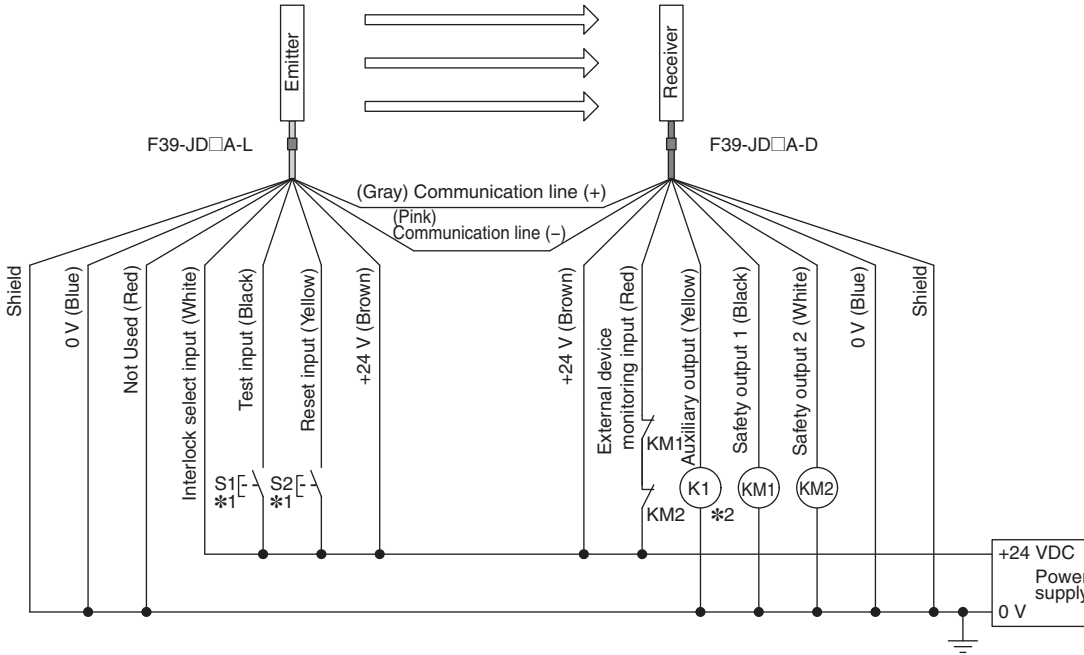 Emitter
Receiver
F39-JD□A-L
F39-JD□A-D
(Gray) Communication line (+)
(Pink)
Communication line (−)
Shield
0 V (Blue)
Not Used (Red)
Interlock select input (White)
Test input (Black)
Reset input (Yellow)
+24 V (Brown)
+24 V (Brown)
External device
monitoring input (Red)
Auxiliary output (Yellow)
Safety output 1 (Black)
Safety output 2 (White)
0 V (Blue)
Shield
S1
✱1
S2
✱1
KM1
KM2
K1
✱2
KM1
KM2
+24 VDC
Power
supply
0 V